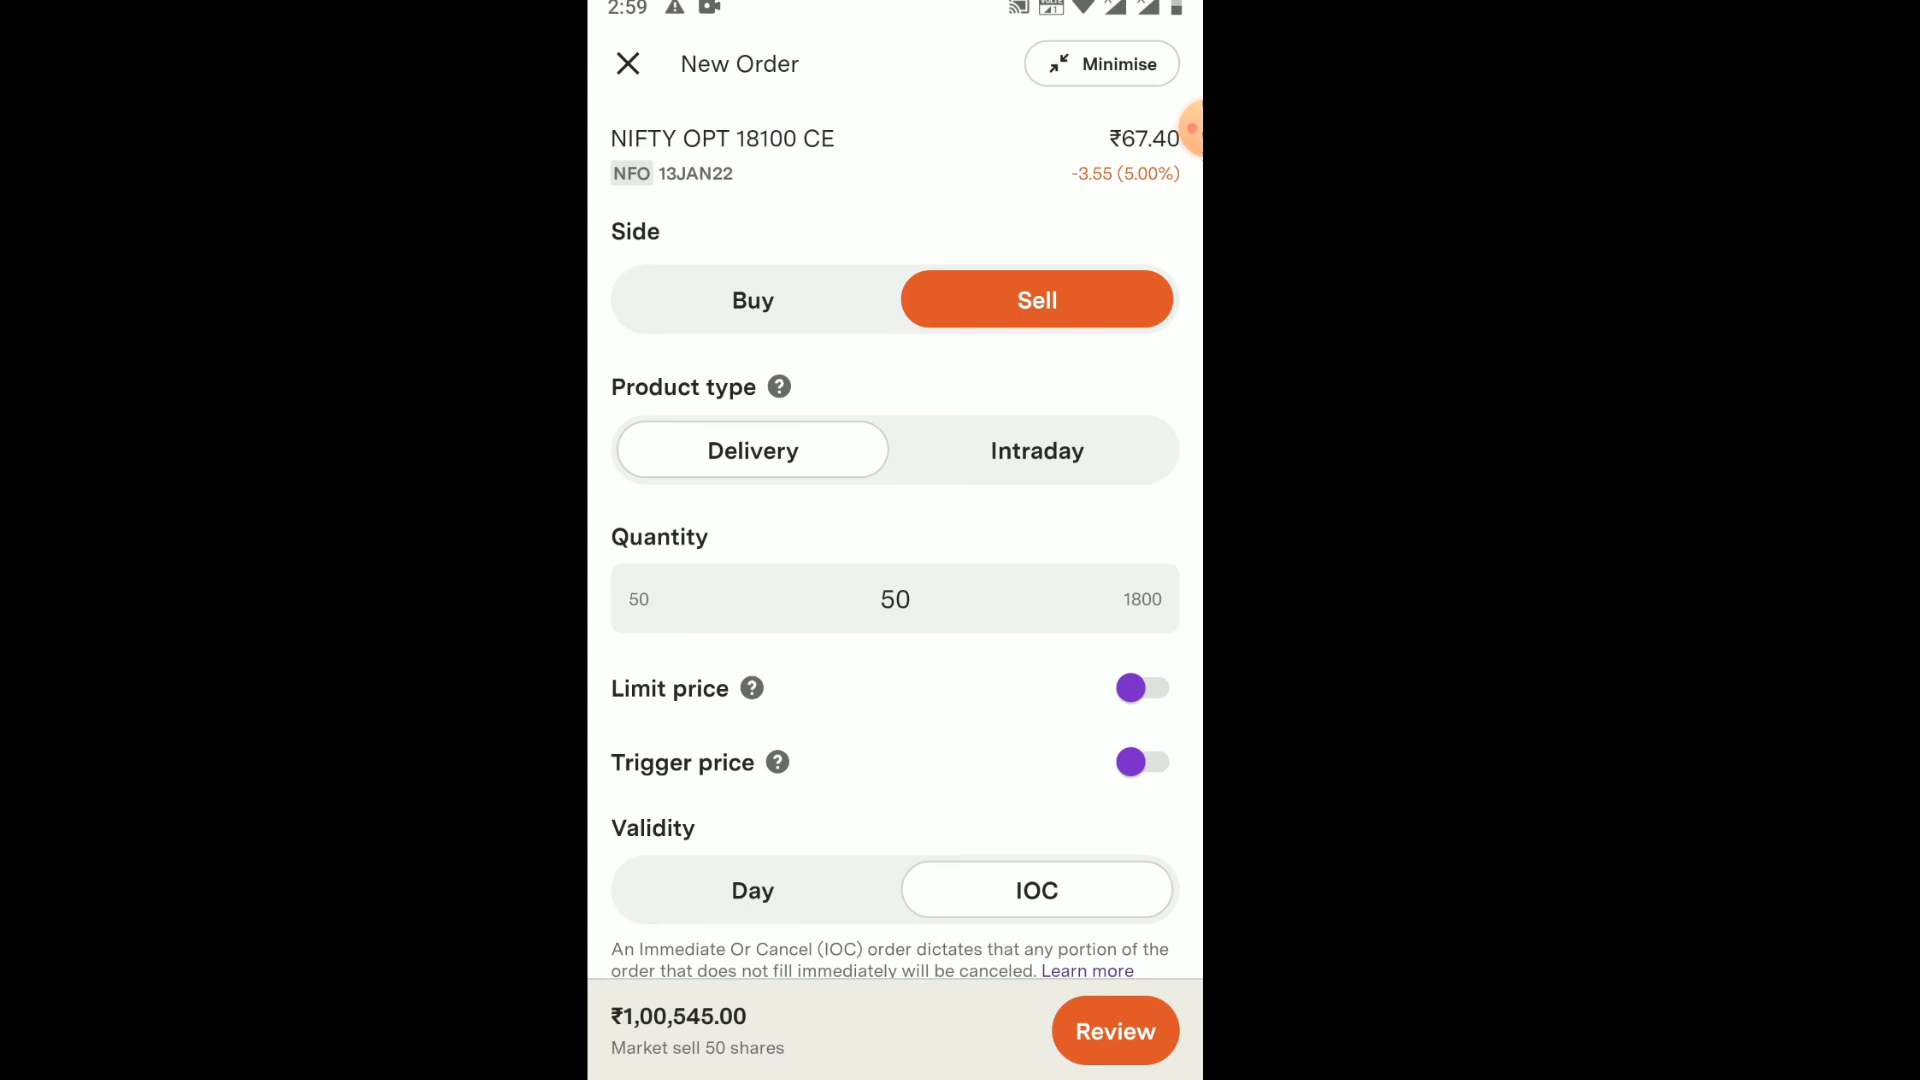 2:59
New Order
Minimise
NIFTY OPT 18100 CE
₹67.40
NFO 13JAN22
-3.55 (5.00%)
Side
Buy
Sell
Product type ?
Delivery
Intraday
Quantity
50
50
1800
Limit price ?
Trigger price ?
Validity
Day
IOC
An Immediate Or Cancel (IOC) order dictates that any portion of the
order that does not fill immediately will be canceled. Learn more
₹1,00,545.00
Market sell 50 shares
Review